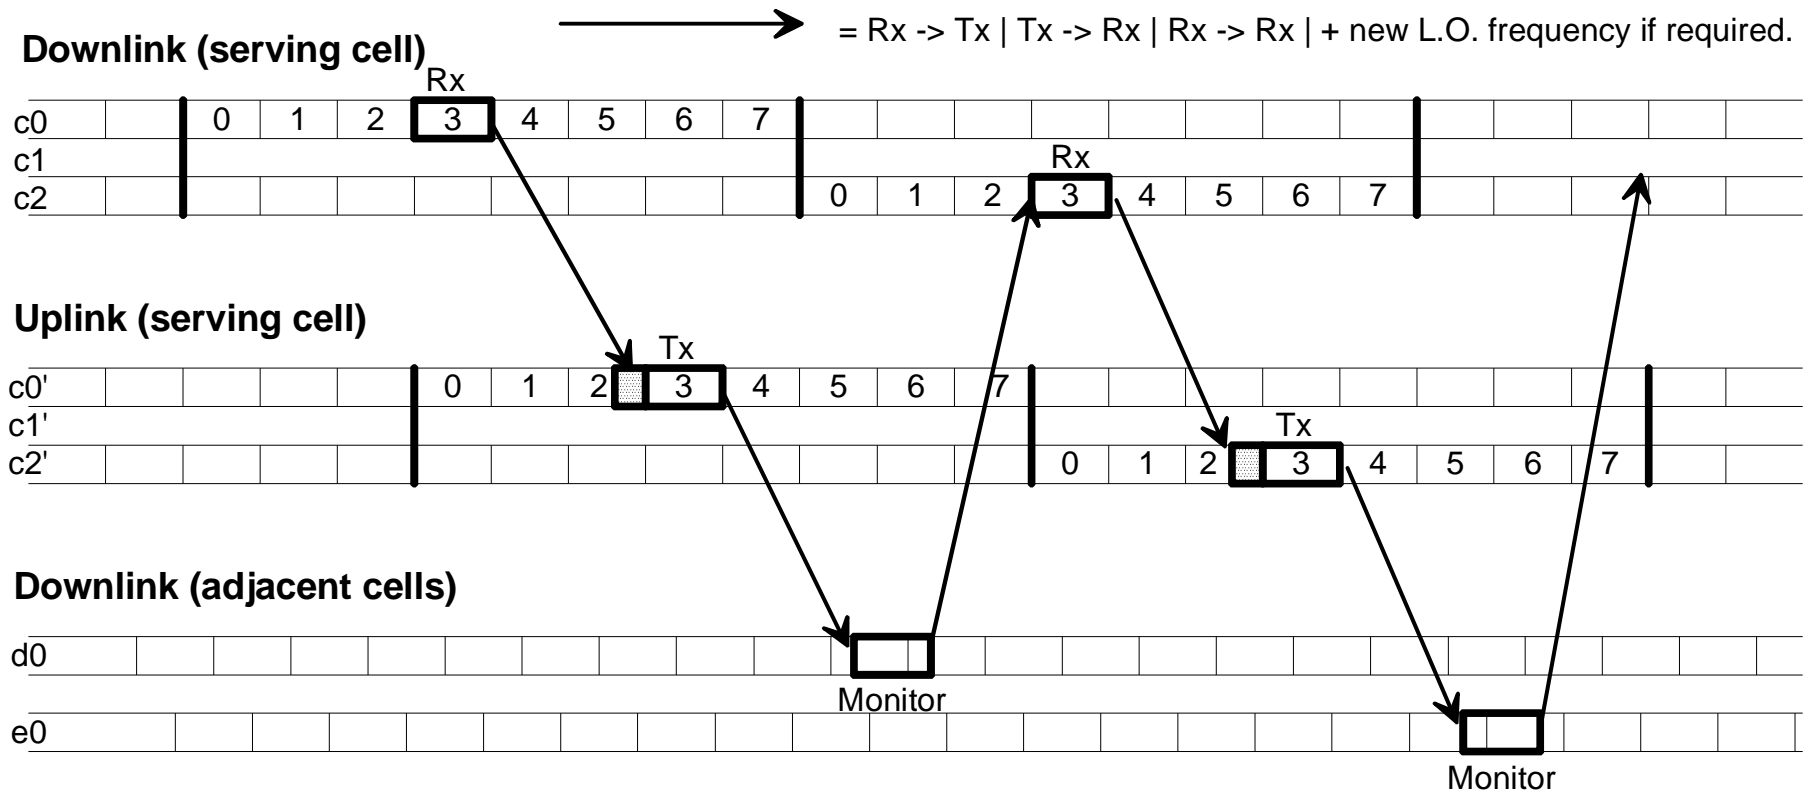 = Rx -> Tx | Tx -> Rx | Rx -> Rx | + new L.O. frequency if required.
Downlink (serving cell)
Rx
c0 0 1 2 3 4 5 6 7
c1 Rx
c2 0 1 2 3 4 5 6 7
Uplink (serving cell)
Tx
c0' 0 1 2 3 4 5 6 7
c1' Tx
c2' 0 1 2 3 4 5 6 7
Downlink (adjacent cells)
d0
Monitor
e0
Monitor